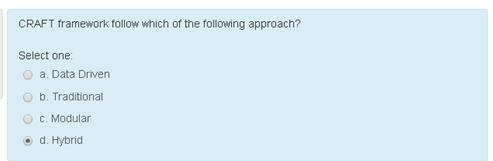 CRAFT framework follow which of the following approach?
Select one:
a. Data Driven
b. Traditional
c. Modular
d. Hybrid